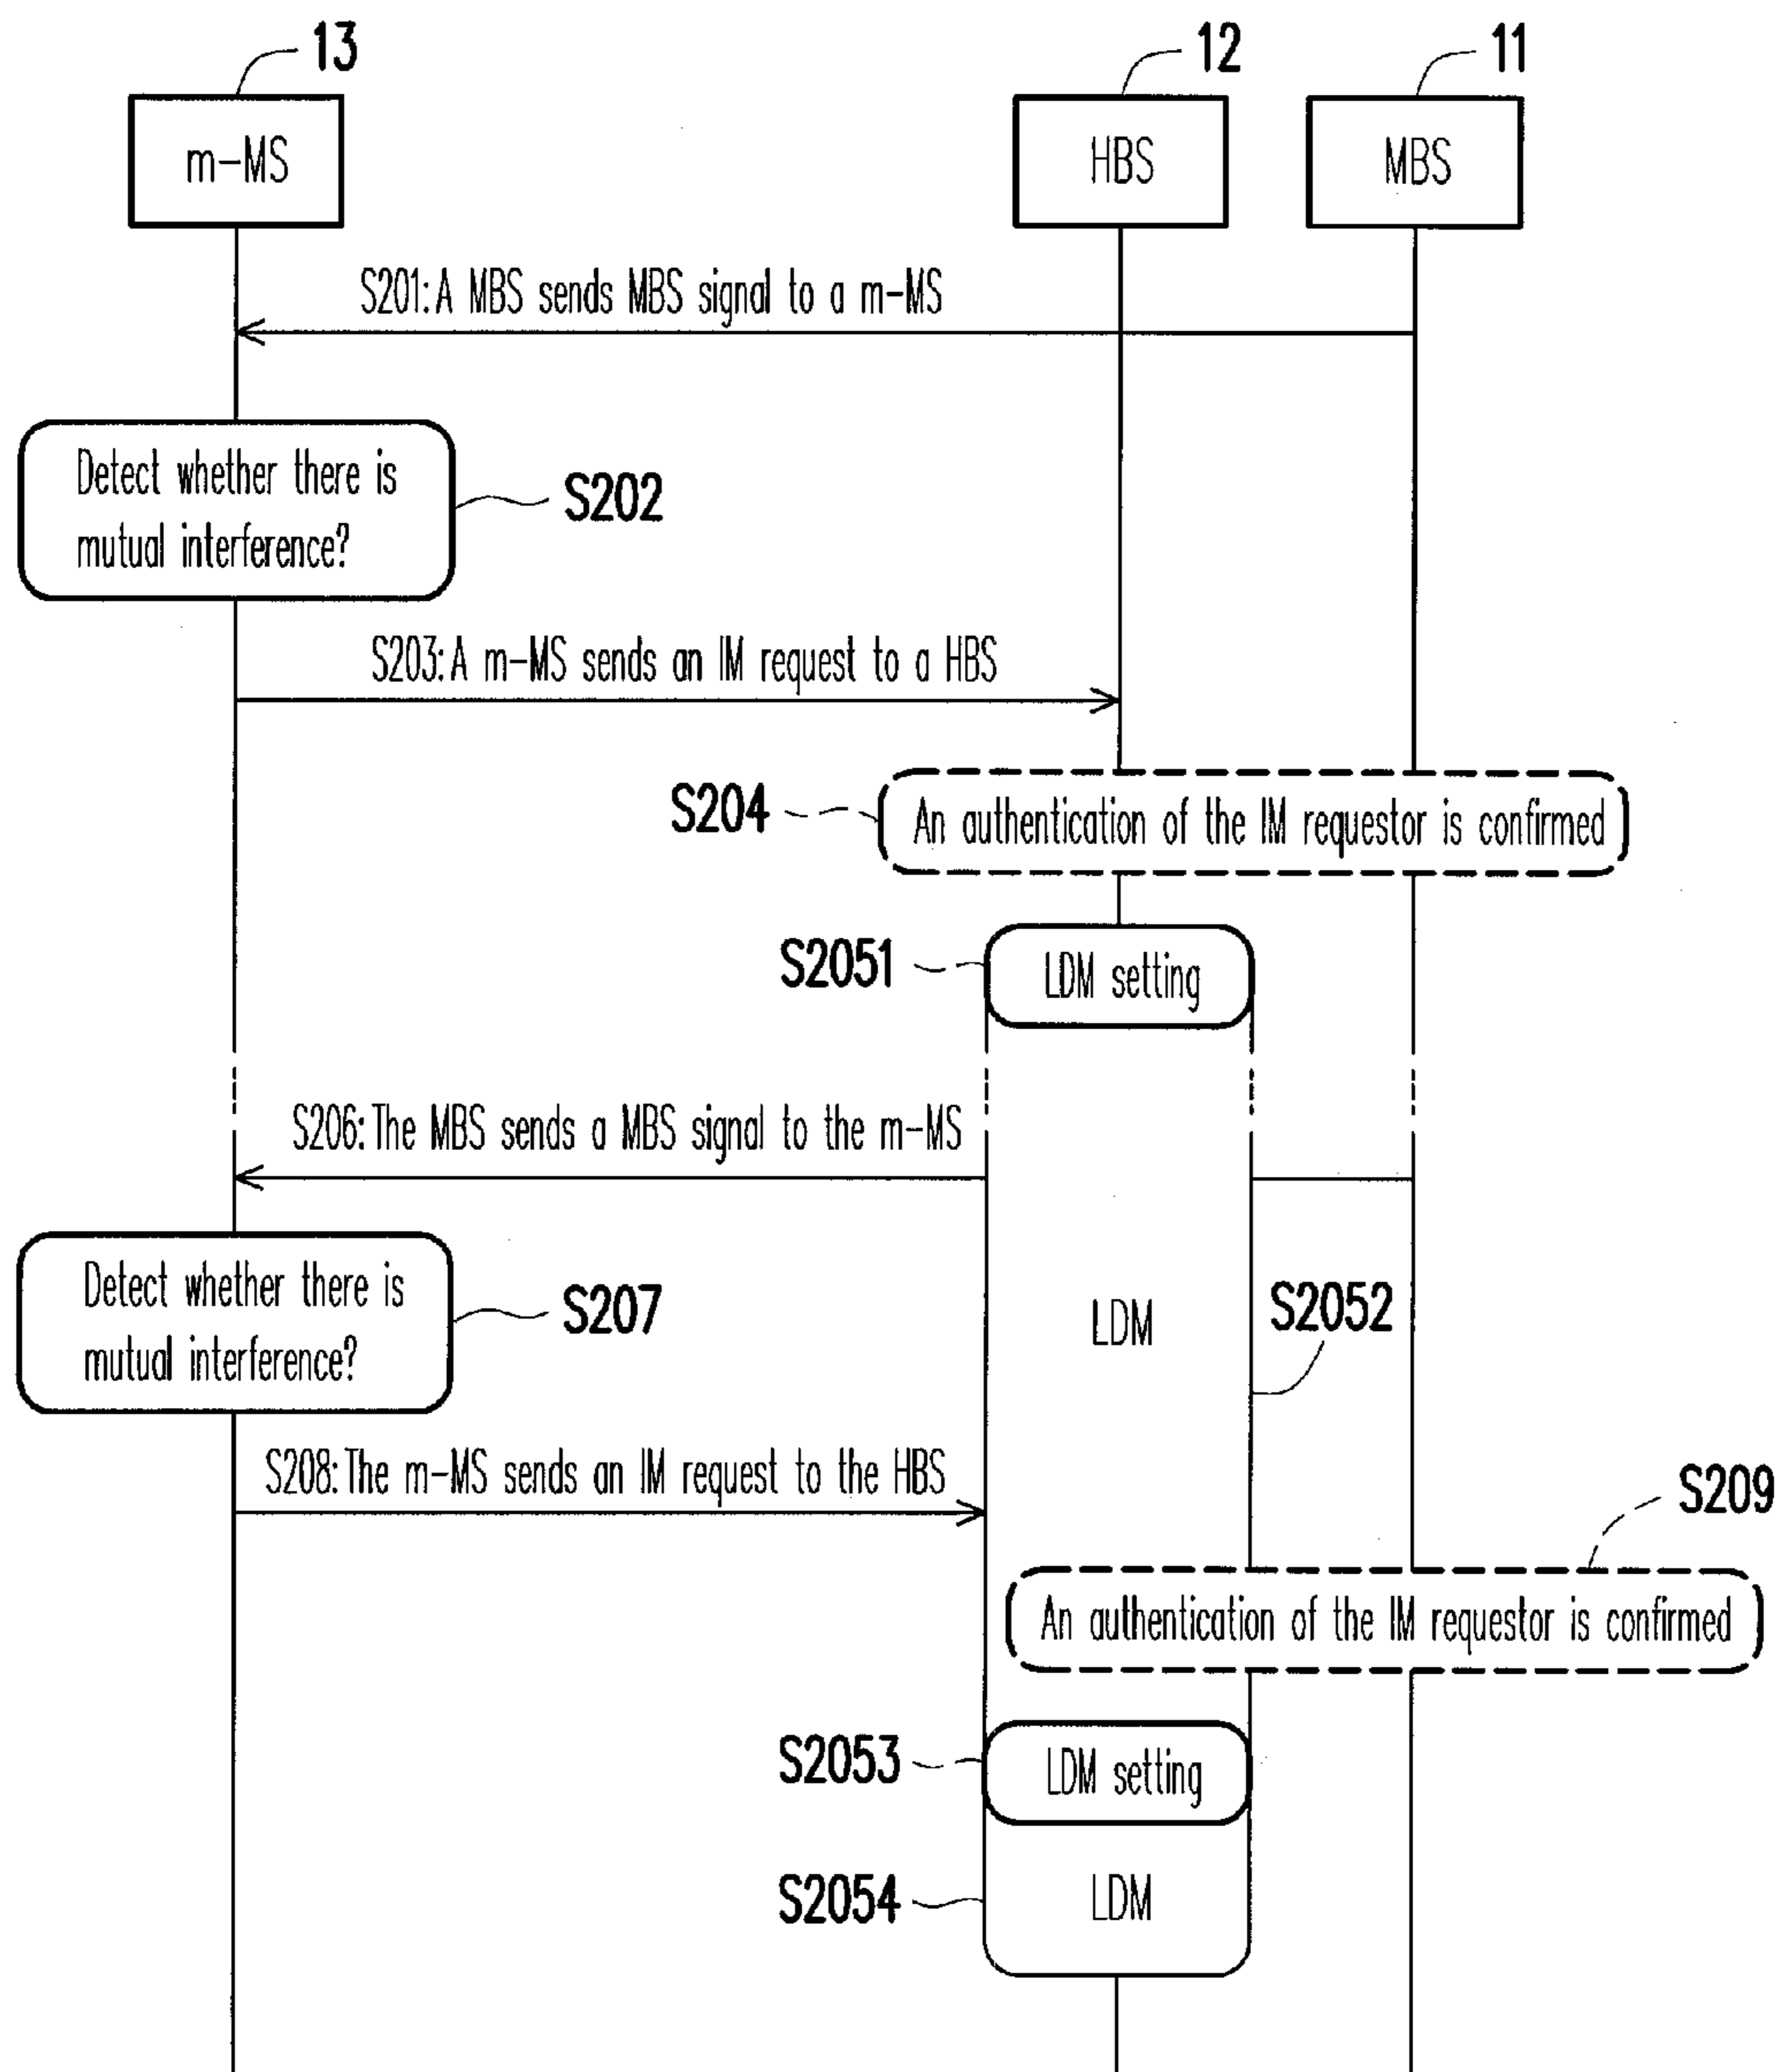 13
12
11
m-MS
HBS
MBS
S201: A MBS sends MBS signal to a m-MS
Detect whether there is
mutual interference?
S202
S203: A m-MS sends an IM request to a HBS
S204
An authentication of the IM requestor is confirmed
S2051
LDM setting
S206: The MBS sends a MBS signal to the m-MS
Detect whether there is
mutual interference?
S207
LDM
S2052
S208: The m-MS sends an IM request to the HBS
S209
An authentication of the IM requestor is confirmed
S2053
LDM setting
S2054
LDM